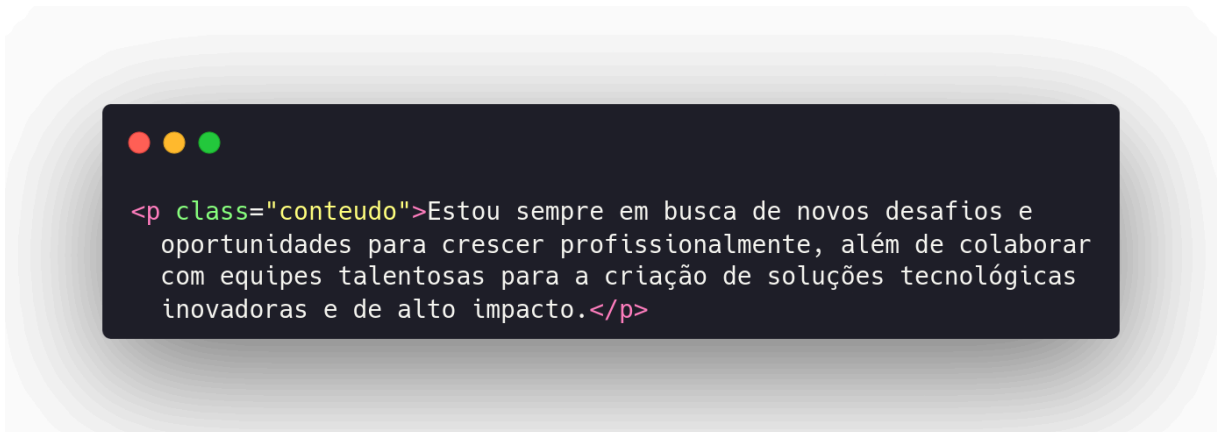 <p class="conteudo">Estou sempre em busca de novos desafios e
oportunidades para crescer profissionalmente, além de colaborar
com equipes talentosas para a criação de soluções tecnológicas
inovadoras e de alto impacto.</p>